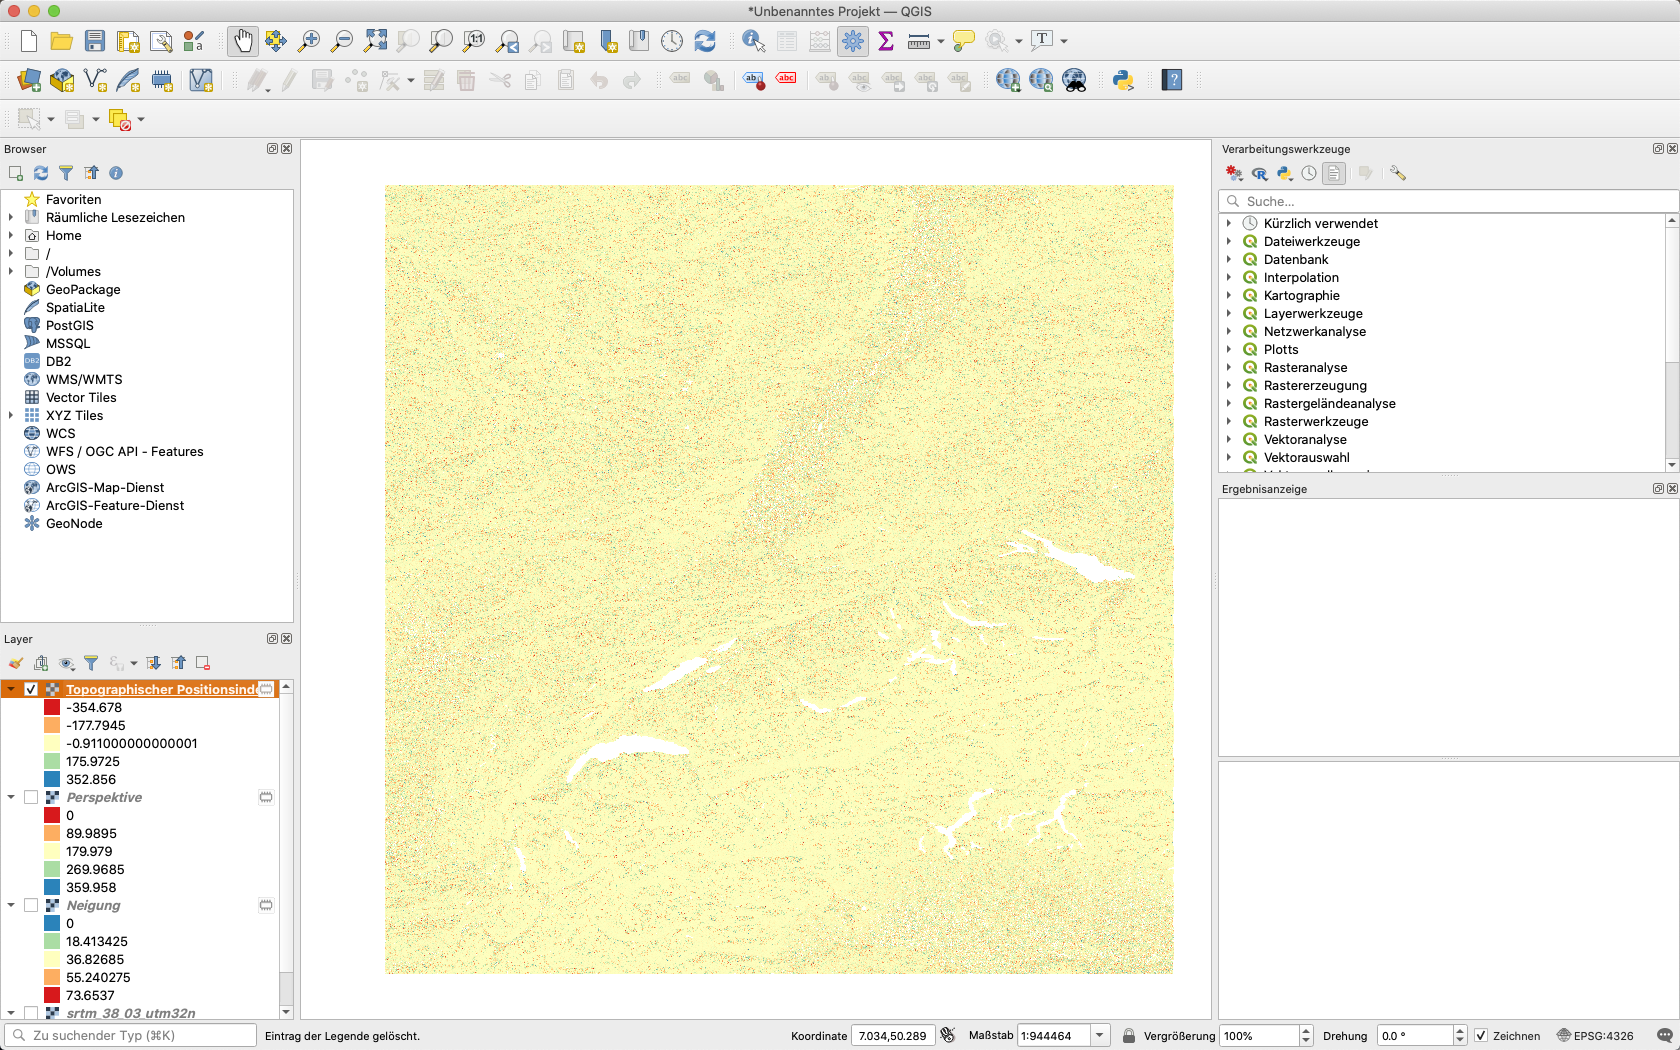 *Unbenanntes Projekt — QGIS
Browser
Favoriten
Räumliche Lesezeichen
Home
/
/Volumes
GeoPackage
SpatiaLite
PostGIS
MSSQL
DB2
WMS/WMTS
Vector Tiles
XYZ Tiles
WCS
WFS / OGC API - Features
OWS
ArcGIS-Map-Dienst
ArcGIS-Feature-Dienst
GeoNode
Layer
Topographischer Positionsind
-354.678
-177.7945
-0.911000000000001
175.9725
352.856
Perspektive
0
89.9895
179.979
269.9685
359.958
Neigung
0
18.413425
36.82685
55.240275
73.6537
srtm_38_03_utm32n
Verarbeitungswerkzeuge
Suche...
Kürzlich verwendet
Dateiwerkzeuge
Datenbank
Interpolation
Kartographie
Layerwerkzeuge
Netzwerkanalyse
Plotts
Rasteranalyse
Rastererzeugung
Rastergeländeanalyse
Rasterwerkzeuge
Vektoranalyse
Vektorauswahl
Ergebnisanzeige
Zu suchender Typ (⌘K)
Eintrag der Legende gelöscht.
Koordinate 7.034,50.289
Maßstab 1:944464
Vergrößerung 100%
Drehung 0.0 °
Zeichnen
EPSG:4326